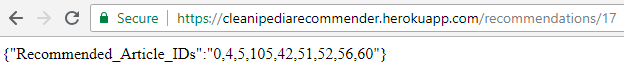 Secure https://cleanipediarecommender.herokuapp.com/recommendations/17
{"Recommended_Article_IDs":"0,4,5,105,42,51,52,56,60"}